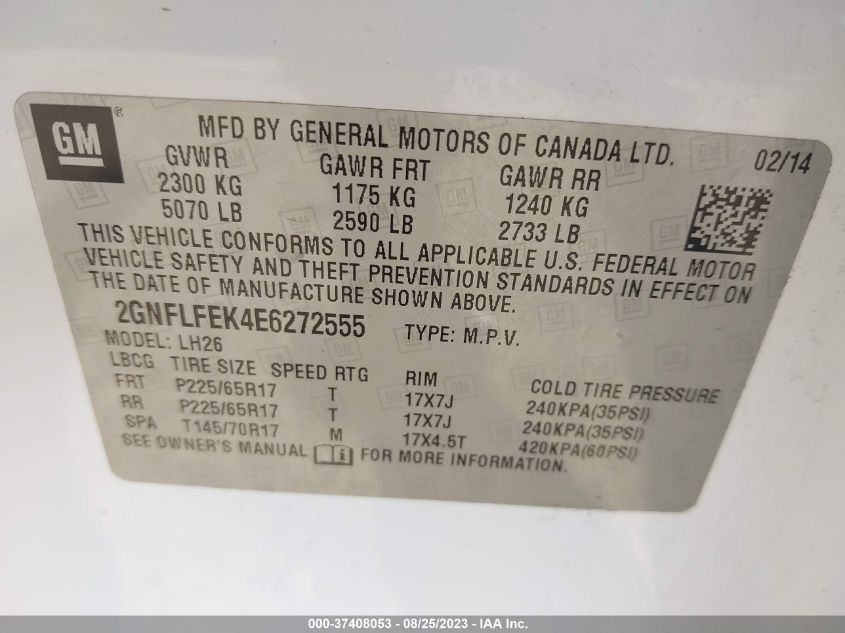 GM ®
MFD BY GENERAL MOTORS OF CANADA LTD. 02/14
GVWR GAWR FRT GAWR RR
2300 KG 1175 KG 1240 KG
5070 LB 2590 LB 2733 LB
THIS VEHICLE CONFORMS TO ALL APPLICABLE U.S. FEDERAL MOTOR
VEHICLE SAFETY AND THEFT PREVENTION STANDARDS IN EFFECT ON
THE DATE OF MANUFACTURE SHOWN ABOVE.
2GNFLFEK4E6272555 TYPE: M.P.V.
MODEL: LH26
LBCG TIRE SIZE SPEED RTG RIM COLD TIRE PRESSURE
FRT P225/65R17 T 17X7J 240KPA(35PSI)
RR P225/65R17 T 17X7J 240KPA(35PSI)
SPA T145/70R17 M 17X4.5T 420KPA(60PSI)
SEE OWNER'S MANUAL i FOR MORE INFORMATION.
000-37408053 - 08/25/2023 - IAA Inc.